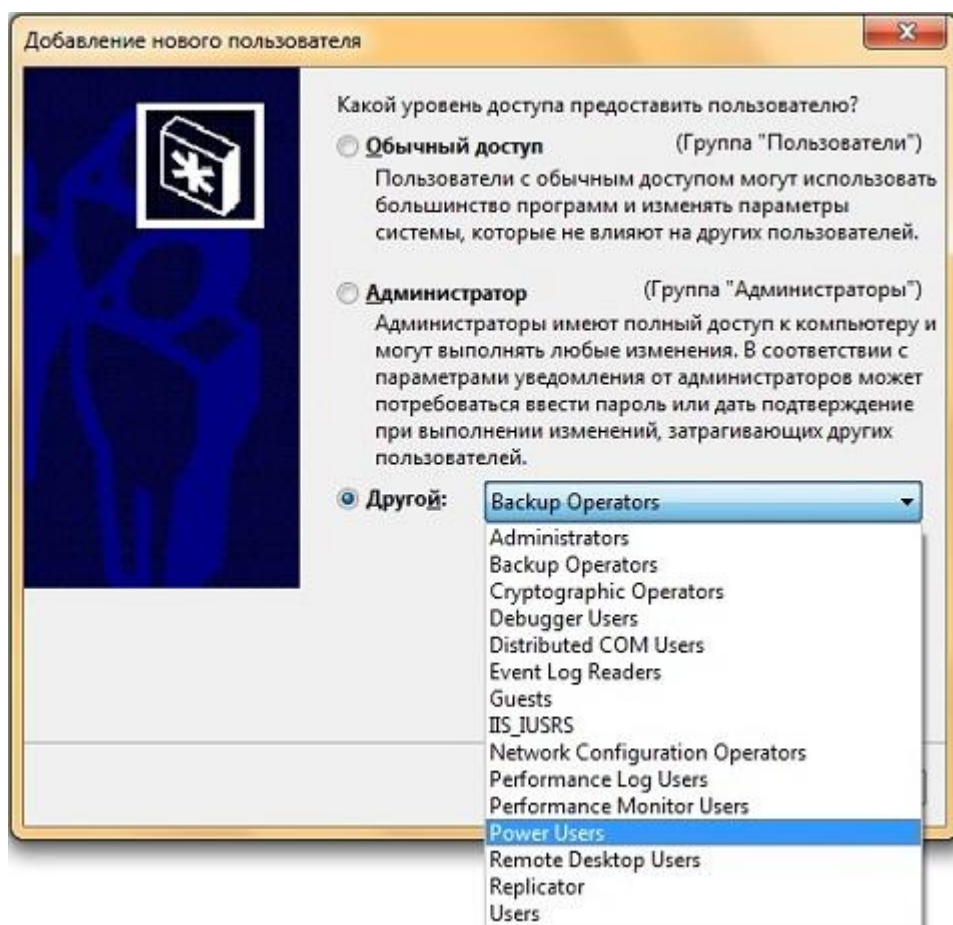 Добавление нового пользователя
Какой уровень доступа предоставить пользователю?
Обычный доступ (Группа "Пользователи")
Пользователи с обычным доступом могут использовать
большинство программ и изменять параметры
системы, которые не влияют на других пользователей.
Администратор (Группа "Администраторы")
Администраторы имеют полный доступ к компьютеру и
могут выполнять любые изменения. В соответствии с
параметрами уведомления от администраторов может
потребоваться ввести пароль или дать подтверждение
при выполнении изменений, затрагивающих других
пользователей.
Другой: Backup Operators
Administrators
Backup Operators
Cryptographic Operators
Debugger Users
Distributed COM Users
Event Log Readers
Guests
IIS_IUSRS
Network Configuration Operators
Performance Log Users
Performance Monitor Users
Power Users
Remote Desktop Users
Replicator
Users